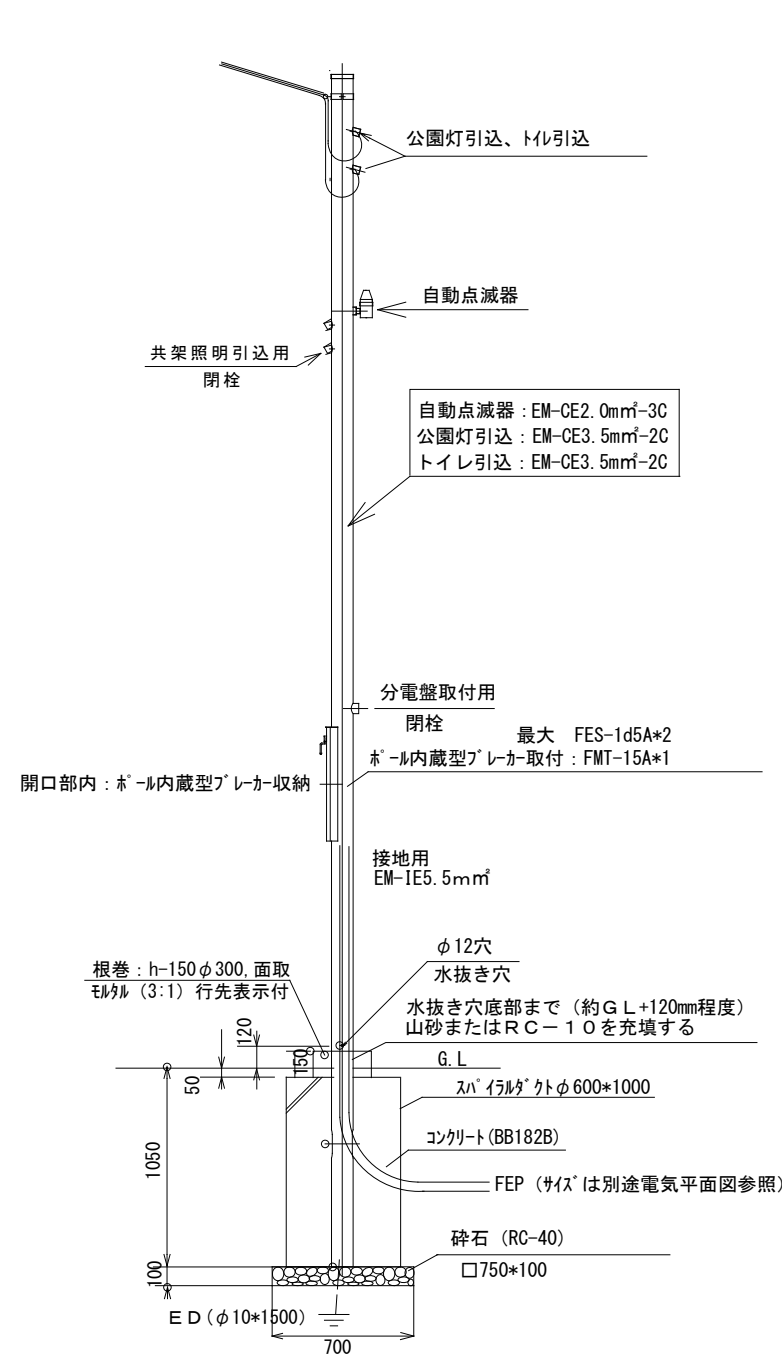 公園灯引込、ﾄｲﾚ引込
自動点滅器
共架照明引込用
閉栓
自動点滅器：EM-CE2.0m㎡-3C
公園灯引込：EM-CE3.5m㎡-2C
トイレ引込：EM-CE3.5m㎡-2C
分電盤取付用
閉栓
最大 FES-1d5A*2
ﾎﾟｰﾙ内蔵型ﾌﾞﾚｰｶｰ取付：FMT-15A*1
開口部内：ﾎﾟｰﾙ内蔵型ﾌﾞﾚｰｶｰ収納
接地用
EM-IE5.5m㎡
φ12穴
水抜き穴
根巻：h-150φ300,面取
ﾓﾙﾀﾙ（3:1）行先表示付
水抜き穴底部まで（約ＧＬ+120㎜程度）
山砂またはＲＣ－１０を充填する
120
150
G.L
50
ｽﾊﾟｲﾗﾙﾀﾞｸﾄφ600*1000
ｺﾝｸﾘｰﾄ(BB182B)
1050
FEP（ｻｲｽﾞは別途電気平面図参照)
砕石（RC-40)
□750*100
100
ＥＤ(φ10*1500)
700